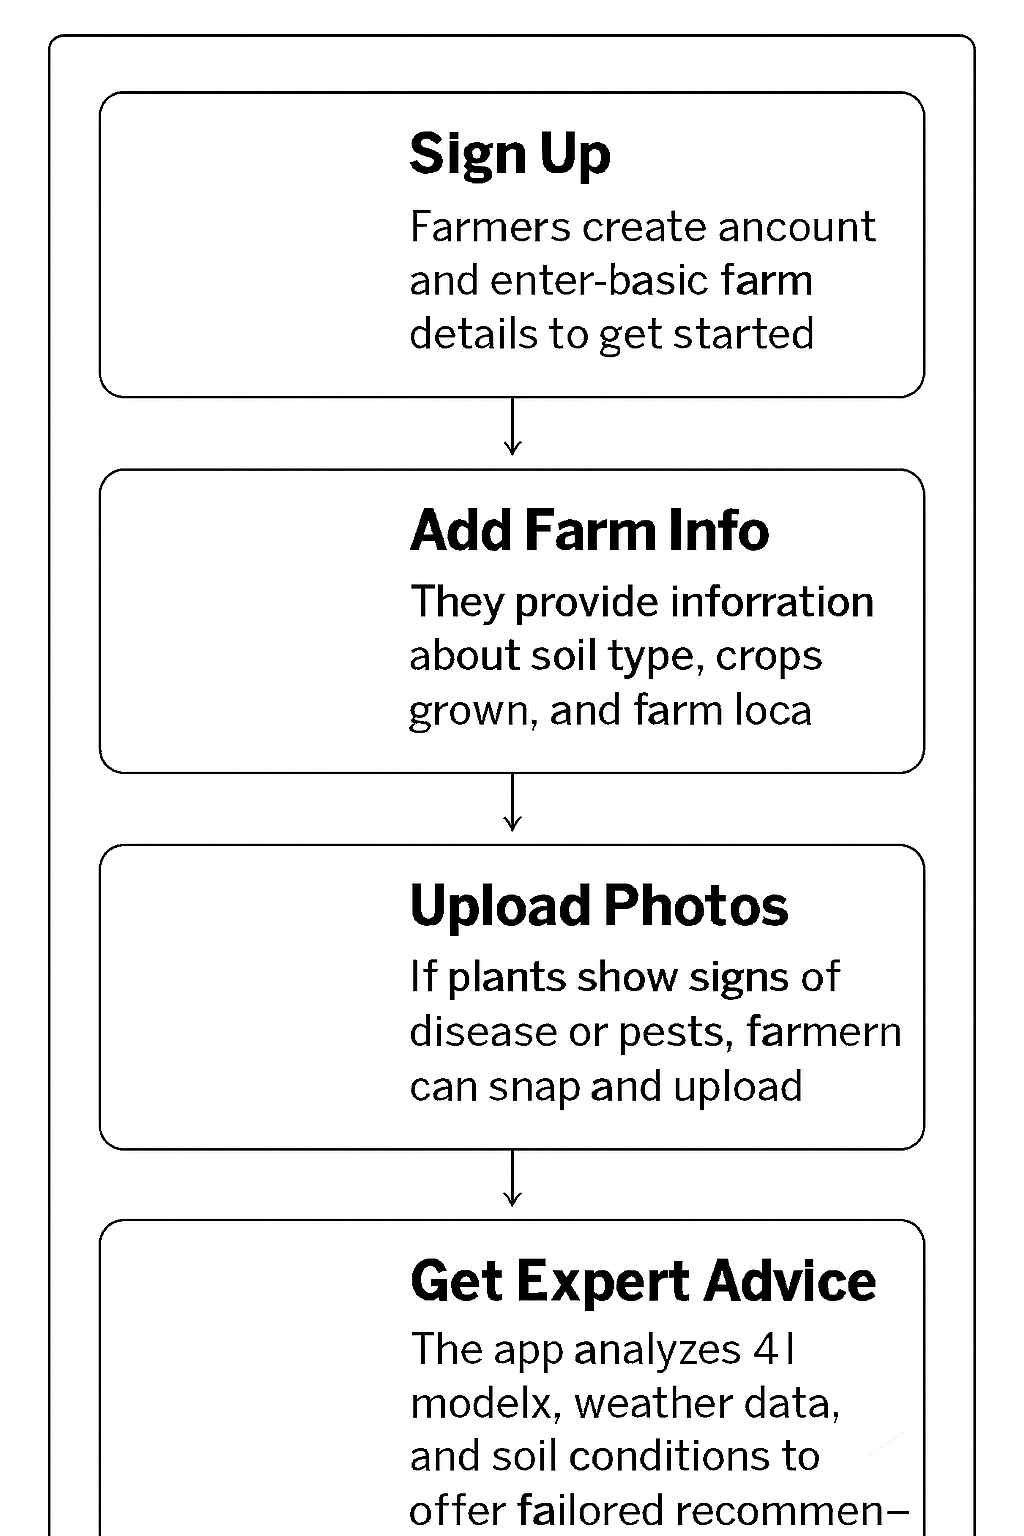 Sign Up
Farmers create ancount
and enter-basic farm
details to get started
Add Farm Info
They provide inforration
about soil type, crops
grown, and farm loca
Upload Photos
If plants show signs of
disease or pests, farmern
can snap and upload
Get Expert Advice
The app analyzes 4I
modelx, weather data,
and soil conditions to
offer failored recommen–